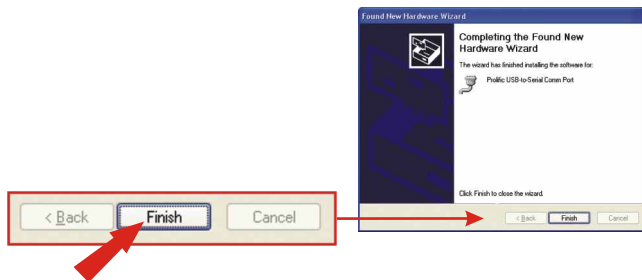 Found New Hardware Wizard
Completing the Found New
Hardware Wizard
The wizard has finished installing the software for:
Prolific USB-to-Serial Comm Port
Click Finish to close the wizard.
< Back Finish Cancel
< Back Finish Cancel